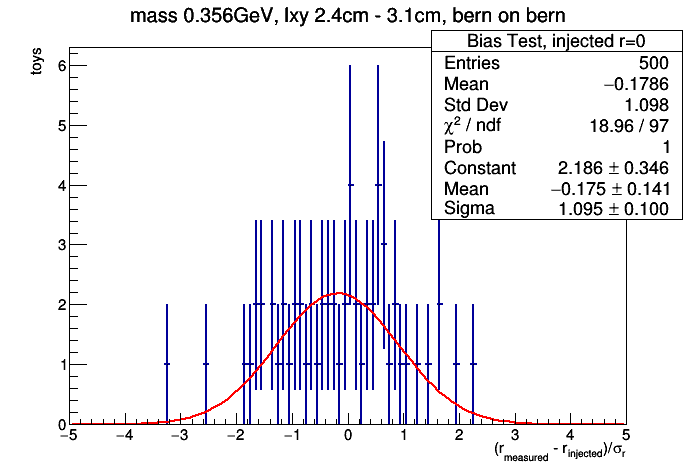 mass 0.356GeV, lxy 2.4cm - 3.1cm, bern on bern
Bias Test, injected r=0
Entries 500
Mean −0.1786
Std Dev 1.098
χ² / ndf 18.96 / 97
Prob 1
Constant 2.186 ± 0.346
Mean −0.175 ± 0.141
Sigma 1.095 ± 0.100
toys
6
5
4
3
2
1
0
−5 −4 −3 −2 −1 0 1 2 3 4 5
(r_measured - r_injected)/σ_r